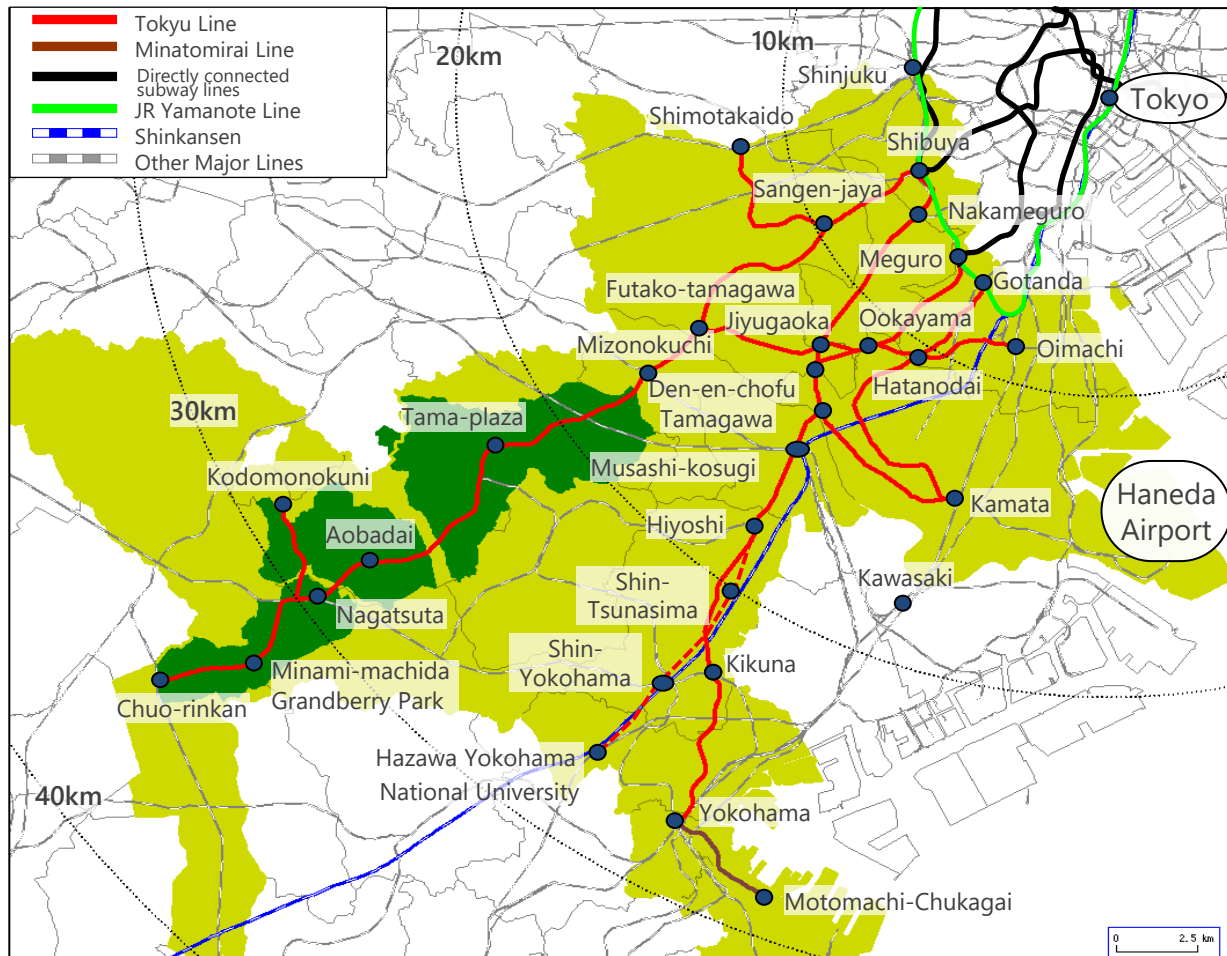 Tokyu Line
Minatomirai Line
Directly connected
subway lines
JR Yamanote Line
Shinkansen
Other Major Lines
10km
20km
Shinjuku
Tokyo
Shimotakaido
Shibuya
Sangen-jaya
Nakameguro
Meguro
Gotanda
Futako-tamagawa
Jiyugaoka
Ookayama
Mizonokuchi
Oimachi
Den-en-chofu
Hatanodai
30km
Tama-plaza
Tamagawa
Musashi-kosugi
Kodomonokuni
Kamata
Haneda
Airport
Hiyoshi
Aobadai
Kawasaki
Shin-
Tsunasima
Nagatsuta
Shin-
Yokohama
Kikuna
Minami-machida
Grandberry Park
Chuo-rinkan
Hazawa Yokohama
National University
40km
Yokohama
Motomachi-Chukagai
0 2.5 km